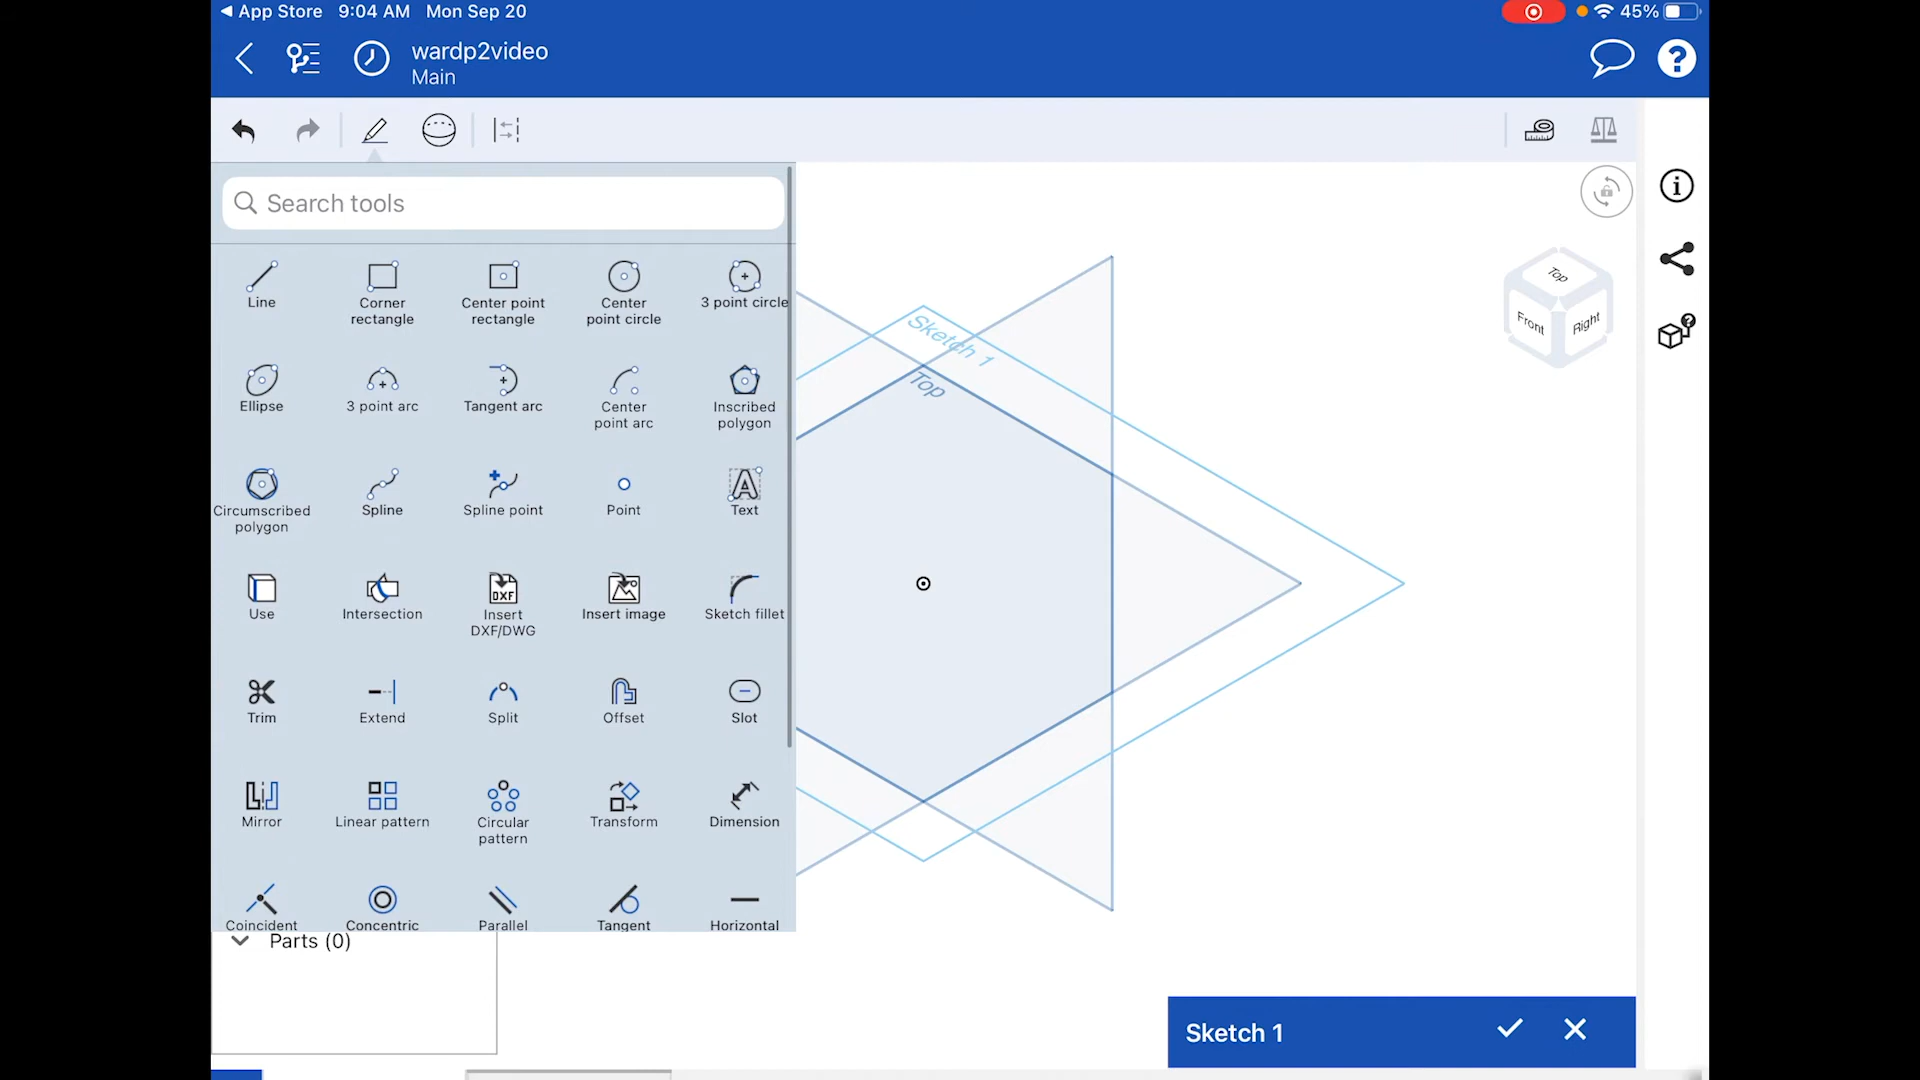 App Store 9:04 AM Mon Sep 20
45%
wardp2video
Main
Search tools
Line
Corner
rectangle
Center point
rectangle
Center
point circle
3 point circle
Ellipse
3 point arc
Tangent arc
Center
point arc
Inscribed
polygon
Circumscribed
polygon
Spline
Spline point
Point
Text
Use
Intersection
DXF
Insert
DXF/DWG
Insert image
Sketch fillet
Trim
Extend
Split
Offset
Slot
Mirror
Linear pattern
Circular
pattern
Transform
Dimension
Coincident
Concentric
Parallel
Tangent
Horizontal
Parts (0)
Sketch 1
Top
Top
Front
Right
Sketch 1